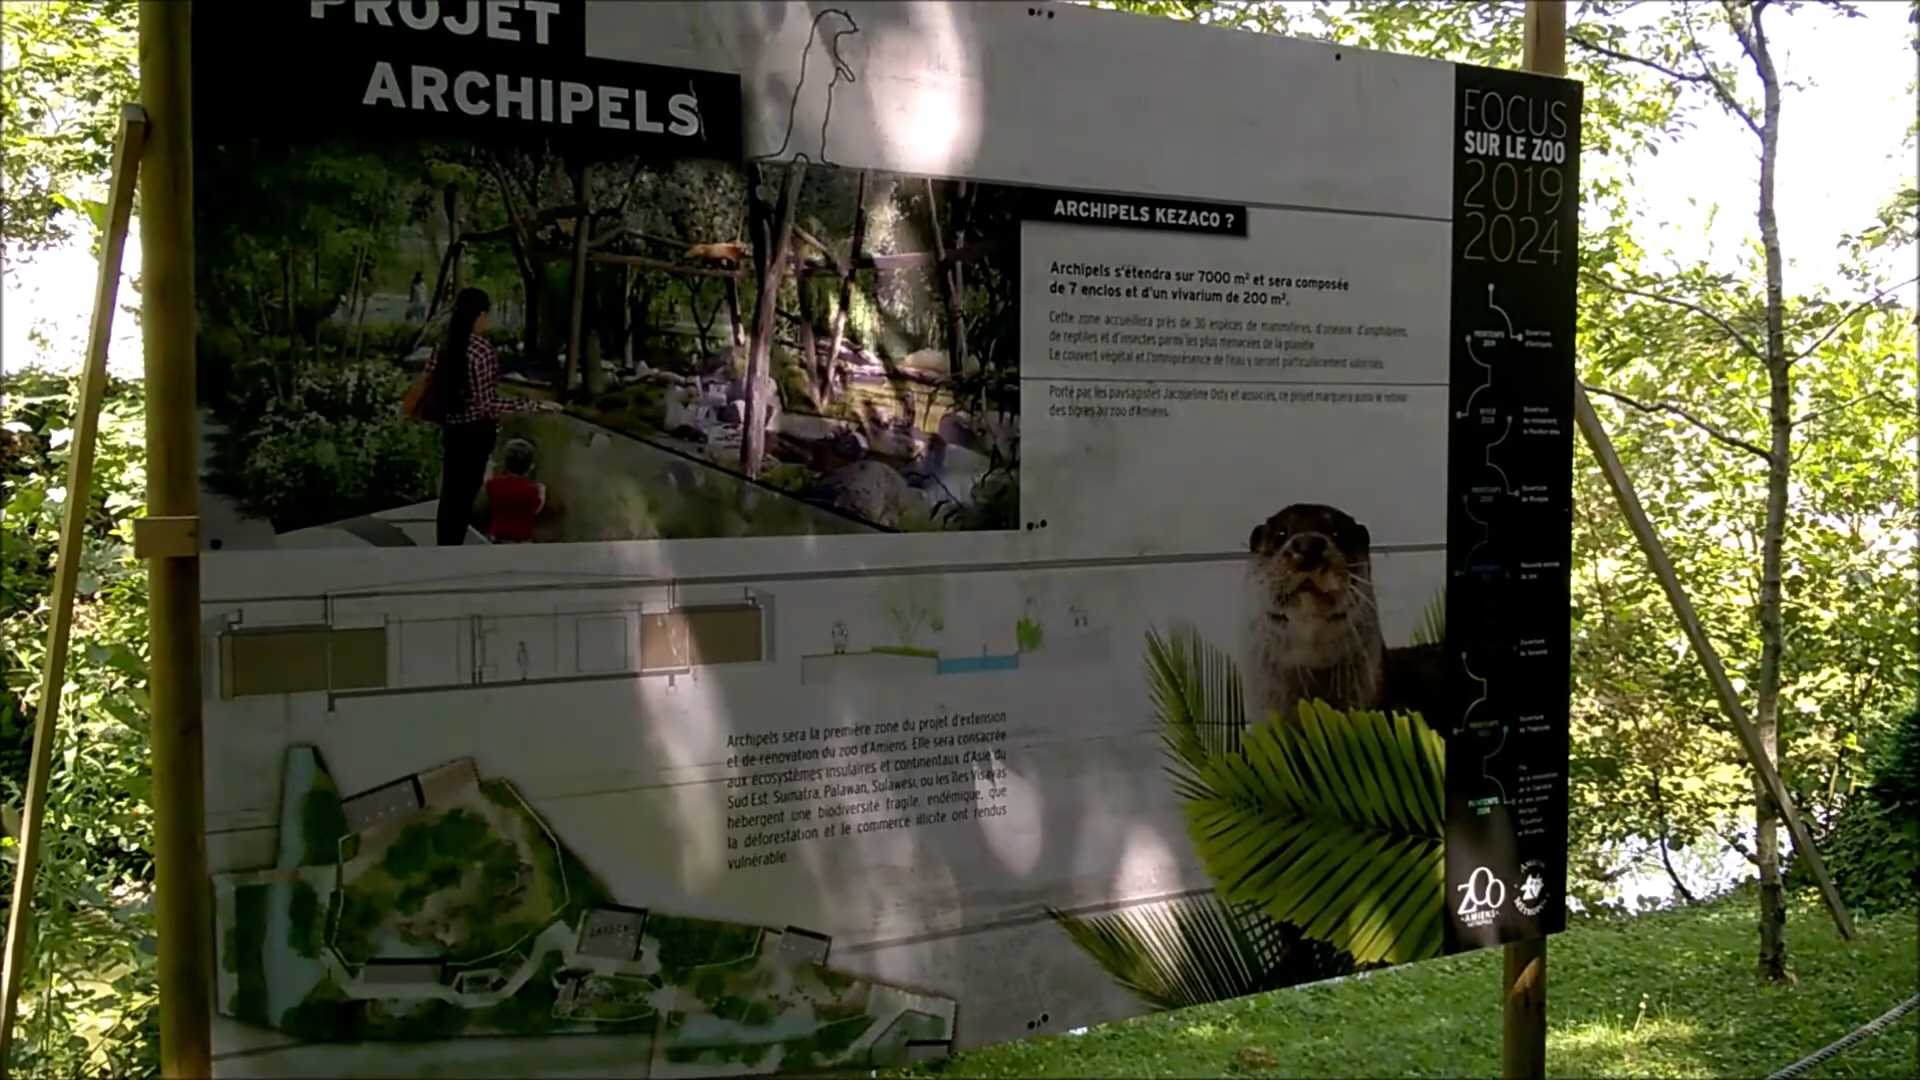 PROJET
ARCHIPELS
ARCHIPELS KEZACO ?
Archipels s'étendra sur 7000 m² et sera composée
de 7 enclos et d'un vivarium de 200 m².
Cette zone accueillera près de 30 espèces de mammifères, d'oiseaux, d'amphibiens,
de reptiles et d'insectes parmi les plus menacées de la planète.
Le couvert végétal et l'omniprésence de l'eau y seront particulièrement valorisés.
Porté par les paysagistes Jacqueline Osty et associés, ce projet marquera aussi le retour
des tigres au zoo d'Amiens.
Archipels sera la première zone du projet d'extension
et de rénovation du zoo d'Amiens. Elle sera consacrée
aux écosystèmes insulaires et continentaux d'Asie du
Sud Est. Sumatra, Palawan, Sulawesi, ou les îles Visayas
hébergent une biodiversité fragile, endémique, que
la déforestation et le commerce illicite ont rendus
vulnérable.
FOCUS
SUR LE ZOO
2019
2024
PRINTEMPS
2019
Ouverture
PRINTEMPS
ZOO
AMIENS
MÉTROPOLE